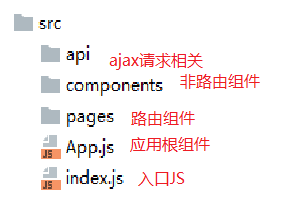 src
api ajax请求相关
components 非路由组件
pages 路由组件
App.js 应用根组件
index.js 入口JS